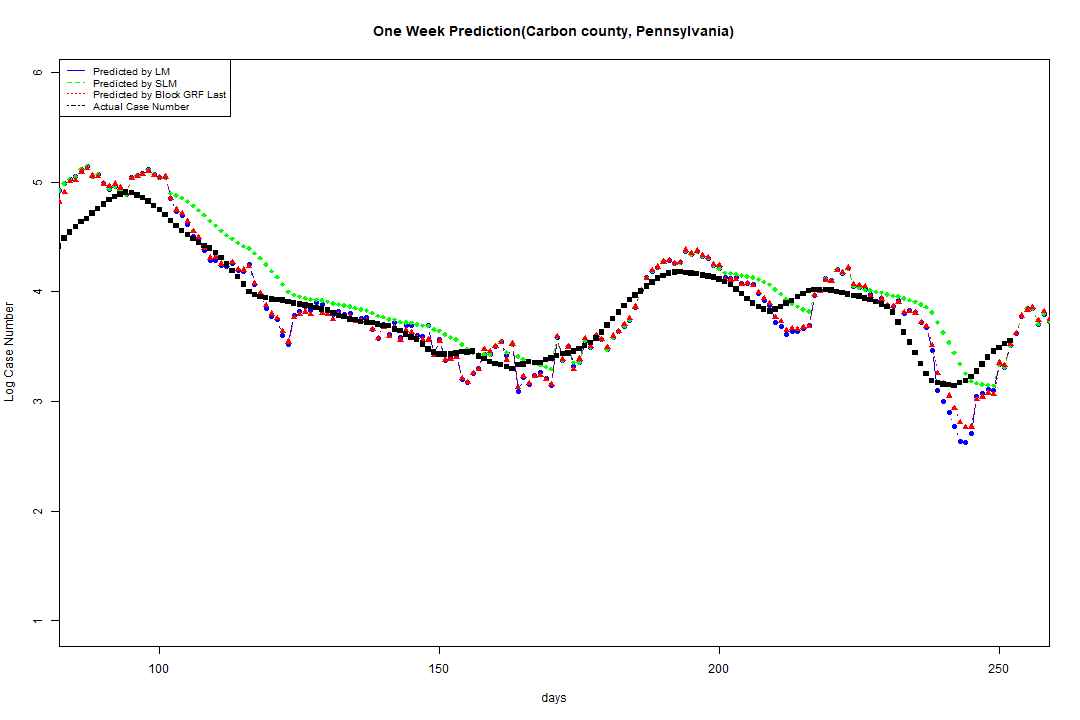 One Week Prediction(Carbon county, Pennsylvania)
Predicted by LM
Predicted by SLM
Predicted by Block GRF Last
Actual Case Number
Log Case Number
6
5
4
3
2
1
100 150 200 250
days